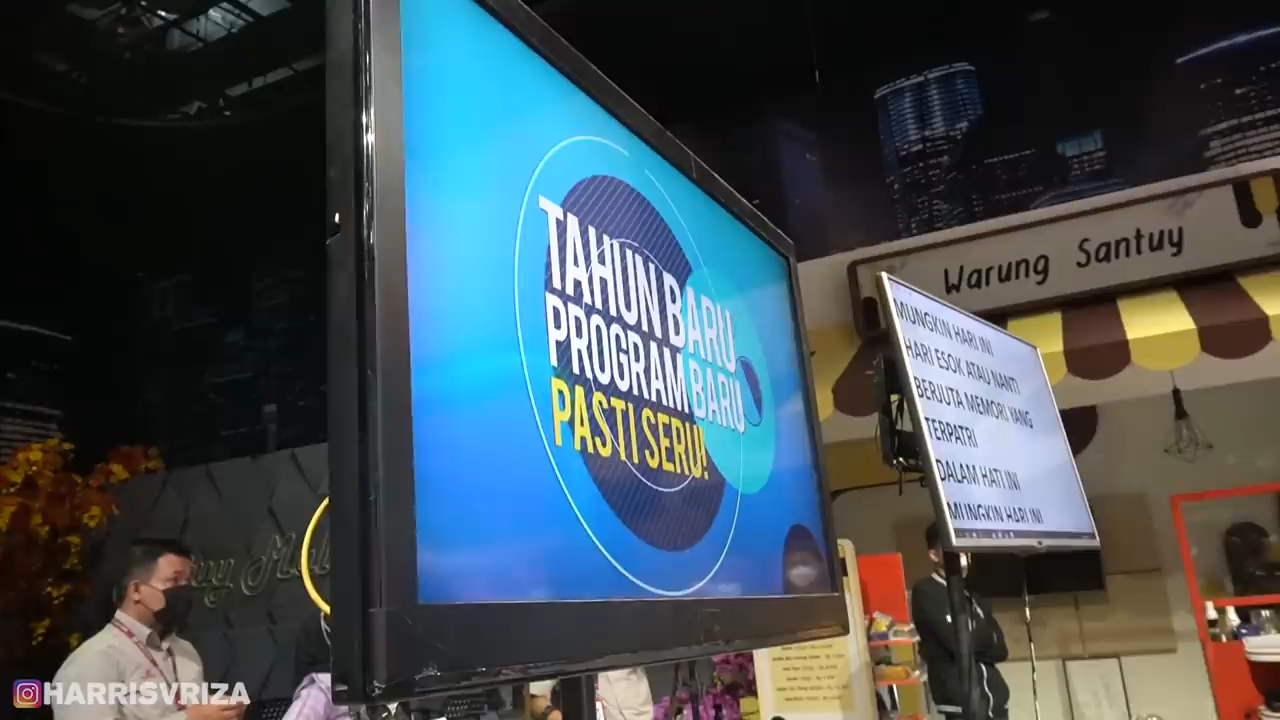 TAHUN BARU
PROGRAM BARU
PASTI SERU!
Warung Santuy
MUNGKIN HARI INI
HARI ESOK ATAU NANTI
BERJUTA MEMORI YANG
TERPATRI
DALAM HATI INI
MUNGKIN HARI INI
HARRISVRIZA